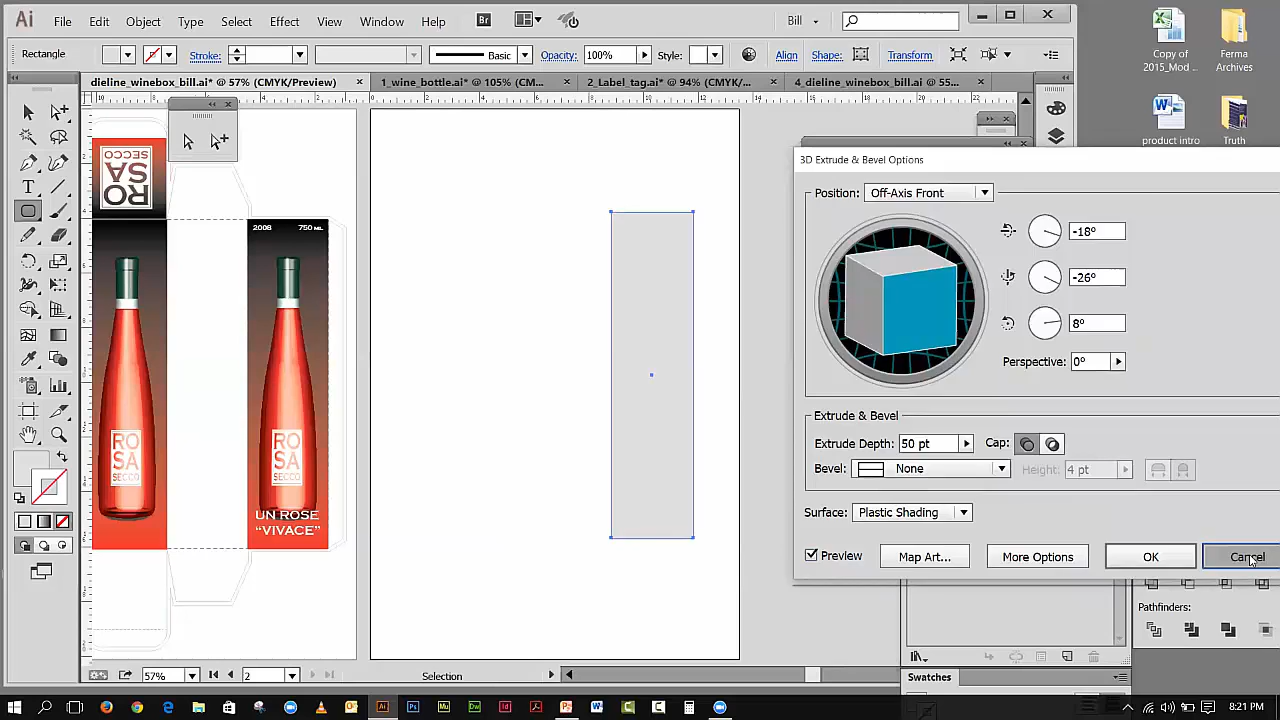 Ai File Edit Object Type Select Effect View Window Help Br Bill
Rectangle Stroke: Basic Opacity: 100% Style: Align Shape: Transform
dieline_winebox_bill.ai* @ 57% (CMYK/Preview) × 1_wine_bottle.ai* @ 105% (CM... × 2_Label_tag.ai* @ 94% (CMYK/... × 4_dieline_winebox_bill.ai @ 55... ×
Copy of
2015_Mod ...
Ferma
Archives
product intro
Truth
RO
SA
SECCO
2008 750 ML
RO
SA
SECCO
RO
SA
SECCO
UN ROSE
“VIVACE”
3D Extrude & Bevel Options
Position: Off-Axis Front
-18°
-26°
8°
Perspective: 0°
Extrude & Bevel
Extrude Depth: 50 pt Cap:
Bevel: None Height: 4 pt
Surface: Plastic Shading
Preview Map Art... More Options OK Cancel
Pathfinders:
57% 2 Selection
Swatches
8:21 PM